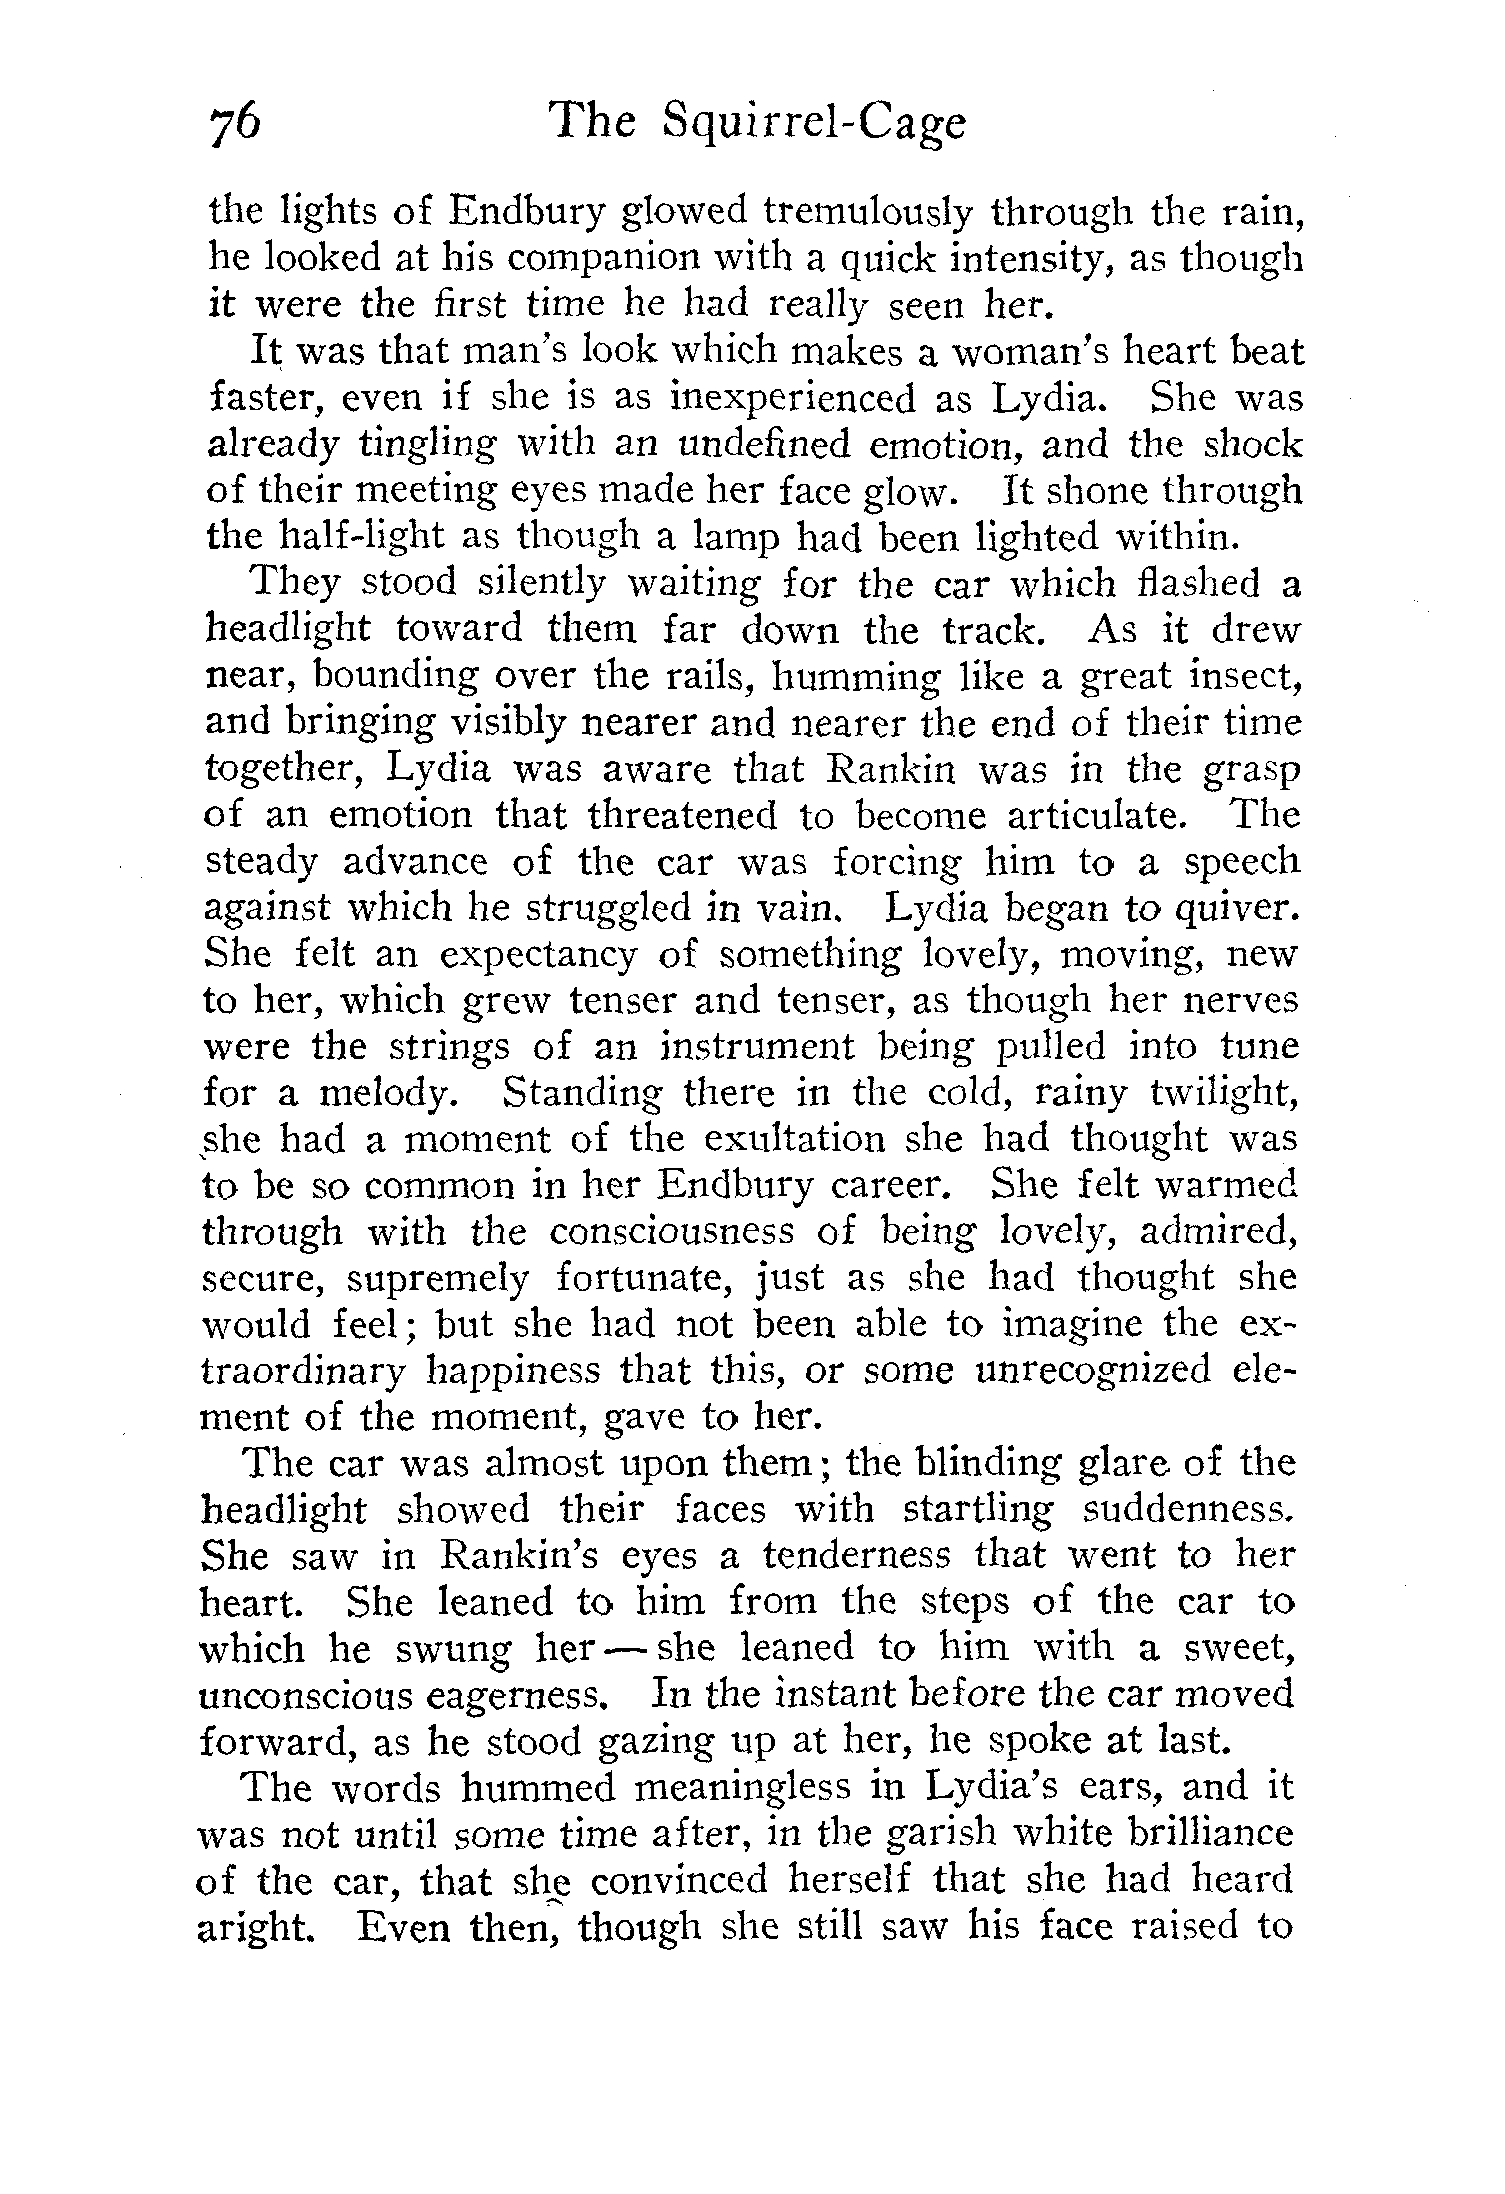 76 The Squirrel-Cage
the lights of Endbury glowed tremulously through the rain,
he looked at his companion with a quick intensity, as though
it were the first time he had really seen her.
It was that man's look which makes a woman's heart beat
faster, even if she is as inexperienced as Lydia. She was
already tingling with an undefined emotion, and the shock
of their meeting eyes made her face glow. It shone through
the half-light as though a lamp had been lighted within.
They stood silently waiting for the car which flashed a
headlight toward them far down the track. As it drew
near, bounding over the rails, humming like a great insect,
and bringing visibly nearer and nearer the end of their time
together, Lydia was aware that Rankin was in the grasp
of an emotion that threatened to become articulate. The
steady advance of the car was forcing him to a speech
against which he struggled in vain. Lydia began to quiver.
She felt an expectancy of something lovely, moving, new
to her, which grew tenser and tenser, as though her nerves
were the strings of an instrument being pulled into tune
for a melody. Standing there in the cold, rainy twilight,
she had a moment of the exultation she had thought was
to be so common in her Endbury career. She felt warmed
through with the consciousness of being lovely, admired,
secure, supremely fortunate, just as she had thought she
would feel; but she had not been able to imagine the ex-
traordinary happiness that this, or some unrecognized ele-
ment of the moment, gave to her.
The car was almost upon them; the blinding glare of the
headlight showed their faces with startling suddenness.
She saw in Rankin's eyes a tenderness that went to her
heart. She leaned to him from the steps of the car to
which he swung her — she leaned to him with a sweet,
unconscious eagerness. In the instant before the car moved
forward, as he stood gazing up at her, he spoke at last.
The words hummed meaningless in Lydia's ears, and it
was not until some time after, in the garish white brilliance
of the car, that she convinced herself that she had heard
aright. Even then, though she still saw his face raised to